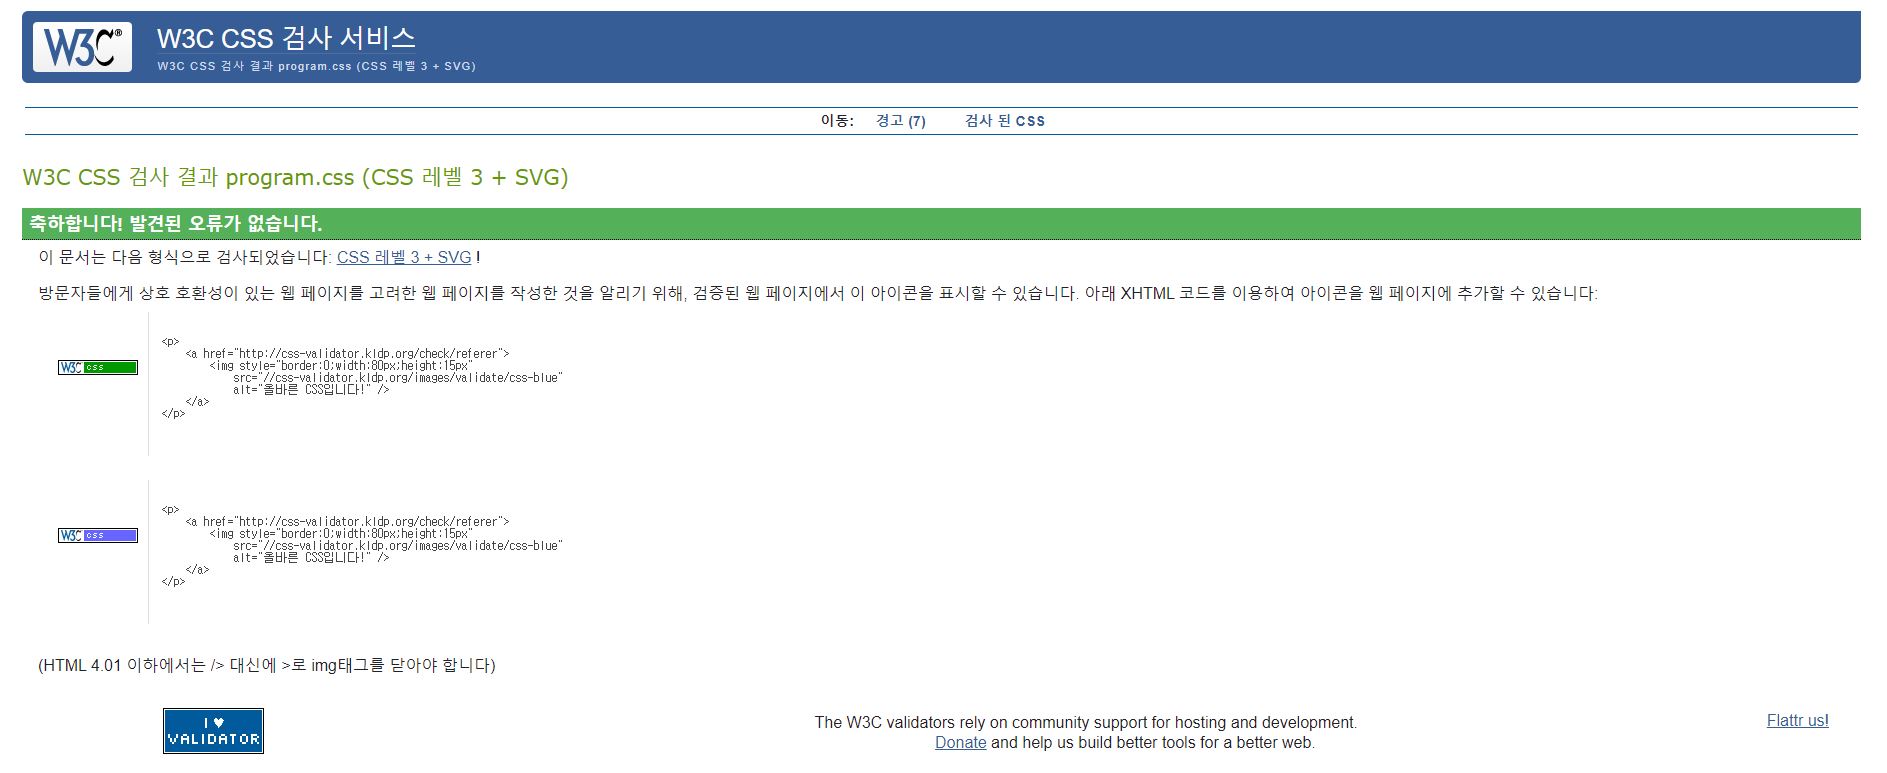 W3C®
W3C CSS 검사 서비스
W3C CSS 검사 결과 program.css (CSS 레벨 3 + SVG)
이동: 경고 (7) 검사 된 CSS
W3C CSS 검사 결과 program.css (CSS 레벨 3 + SVG)
축하합니다! 발견된 오류가 없습니다.
이 문서는 다음 형식으로 검사되었습니다: CSS 레벨 3 + SVG !
방문자들에게 상호 호환성이 있는 웹 페이지를 고려한 웹 페이지를 작성한 것을 알리기 위해, 검증된 웹 페이지에서 이 아이콘을 표시할 수 있습니다. 아래 XHTML 코드를 이용하여 아이콘을 웹 페이지에 추가할 수 있습니다:
W3C css
<p>
<a href="http://css-validator.kldp.org/check/referer">
<img style="border:0;width:80px;height:15px"
src="//css-validator.kldp.org/images/validate/css-blue"
alt="올바른 CSS입니다!" />
</a>
</p>
W3C css
<p>
<a href="http://css-validator.kldp.org/check/referer">
<img style="border:0;width:80px;height:15px"
src="//css-validator.kldp.org/images/validate/css-blue"
alt="올바른 CSS입니다!" />
</a>
</p>
(HTML 4.01 이하에서는 /> 대신에 >로 img태그를 닫아야 합니다)
I ♥
VALIDATOR
The W3C validators rely on community support for hosting and development.
Donate and help us build better tools for a better web.
Flattr us!